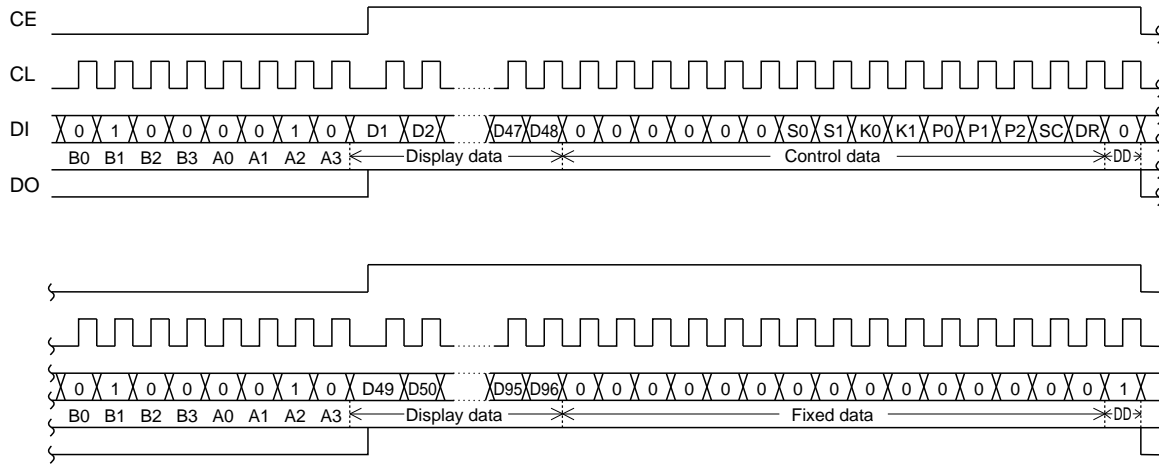 CE
CL
DI 0 1 0 0 0 0 1 0 D1 D2 D47 D48 0 0 0 0 0 0 S0 S1 K0 K1 P0 P1 P2 SC DR 0
B0 B1 B2 B3 A0 A1 A2 A3 Display data Control data DD
DO
0 1 0 0 0 0 1 0 D49 D50 D95 D96 0 0 0 0 0 0 0 0 0 0 0 0 0 0 0 1
B0 B1 B2 B3 A0 A1 A2 A3 Display data Fixed data DD